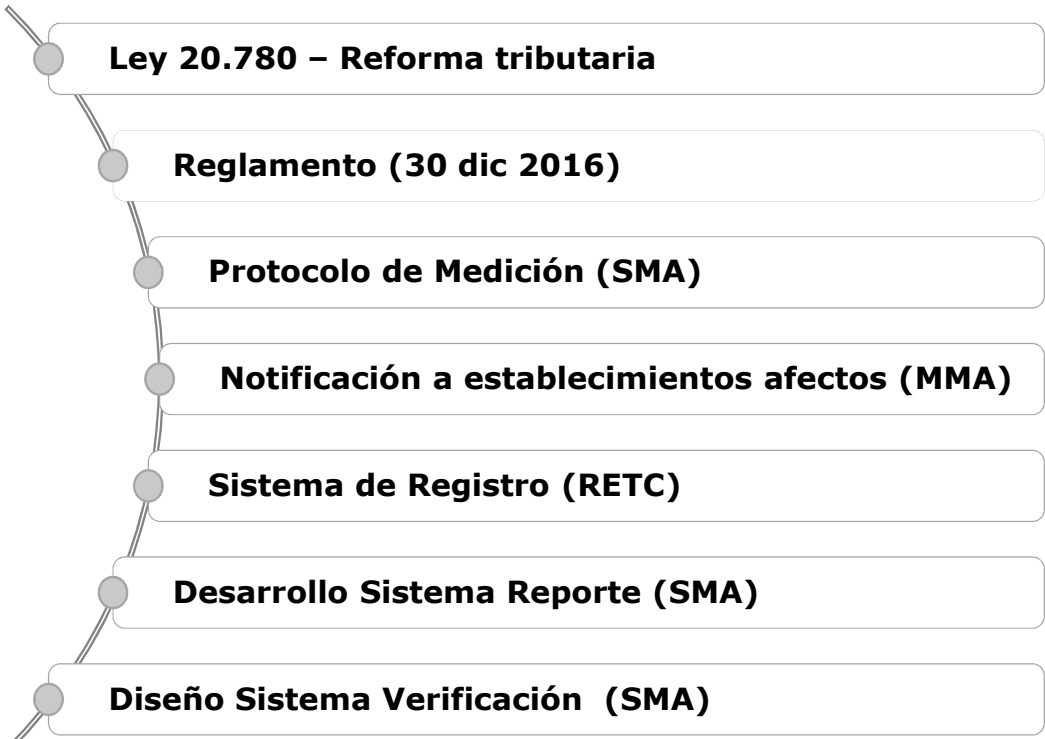 Ley 20.780 – Reforma tributaria
Reglamento (30 dic 2016)
Protocolo de Medición (SMA)
Notificación a establecimientos afectos (MMA)
Sistema de Registro (RETC)
Desarrollo Sistema Reporte (SMA)
Diseño Sistema Verificación  (SMA)